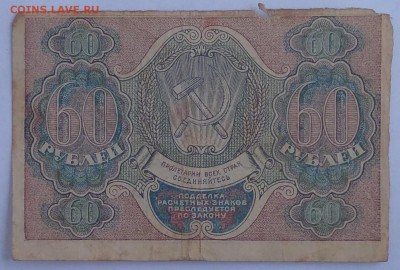 COINS.LAVE.RU
60 60
60 60
РУБЛЕЙ РУБЛЕЙ
ПРОЛЕТАРИИ ВСЕХ СТРАН
СОЕДИНЯЙТЕСЬ
ПОДДЕЛКА
РАСЧЕТНЫХ ЗНАКОВ
ПРЕСЛЕДУЕТСЯ
ПО ЗАКОНУ
60 60